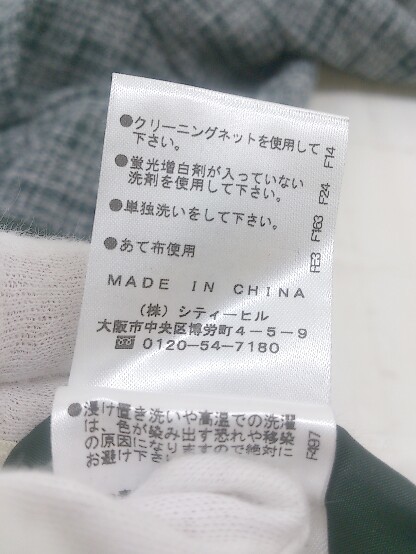 ●クリーニングネットを使用して
下さい。
●蛍光増白剤が入っていない
洗剤を使用して下さい。
●単独洗いをして下さい。
●あて布使用
MADE IN CHINA
(株) シティーヒル
大阪市中央区博労町4-5-9
0120-54-7180
F14
F24
F163
FE3
●浸け置き洗いや高温での洗濯
は、色が染み出す恐れや移染
の原因になりますので絶対に
お避け下さ
F497